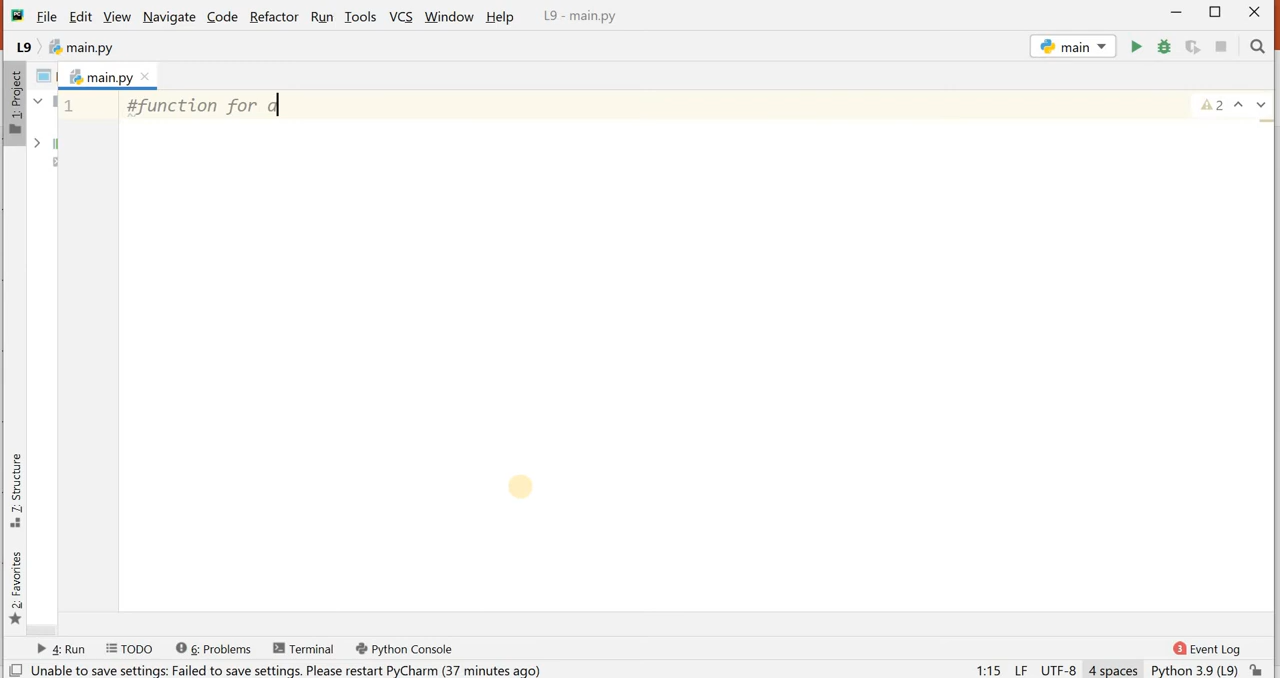 File Edit View Navigate Code Refactor Run Tools VCS Window Help L9 - main.py
L9 main.py main
1: Project
main.py
1 #function for a 2
7: Structure
2: Favorites
4: Run TODO 6: Problems Terminal Python Console 3 Event Log
Unable to save settings: Failed to save settings. Please restart PyCharm (37 minutes ago) 1:15 LF UTF-8 4 spaces Python 3.9 (L9)